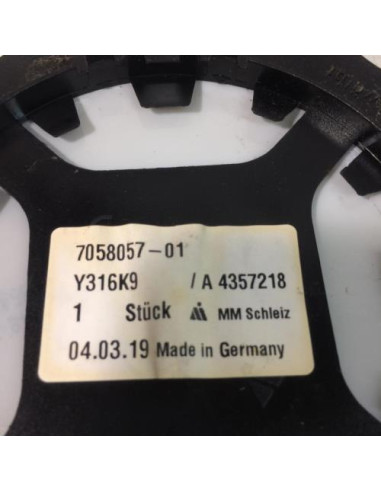 7058057-01
Y316K9 /A 4357218
1 Stück MM Schleiz
04.03.19 Made in Germany